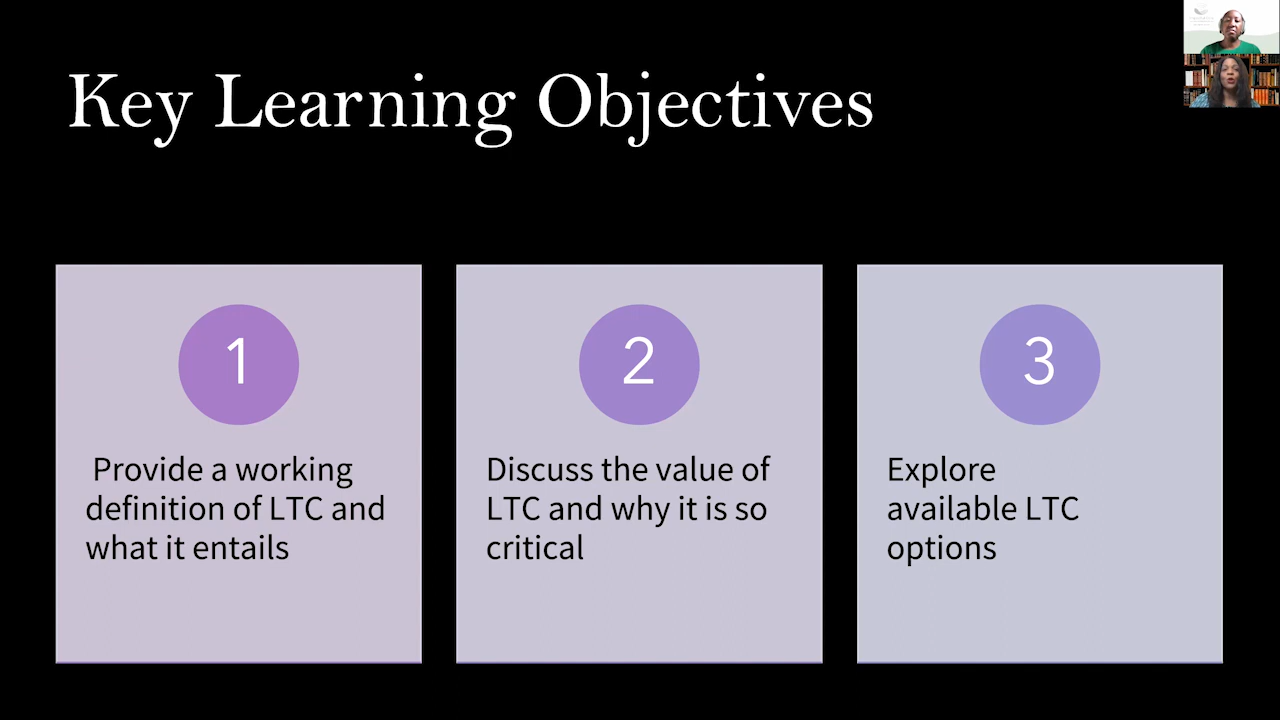 Key Learning Objectives
1
Provide a working
definition of LTC and
what it entails
2
Discuss the value of
LTC and why it is so
critical
3
Explore
available LTC
options